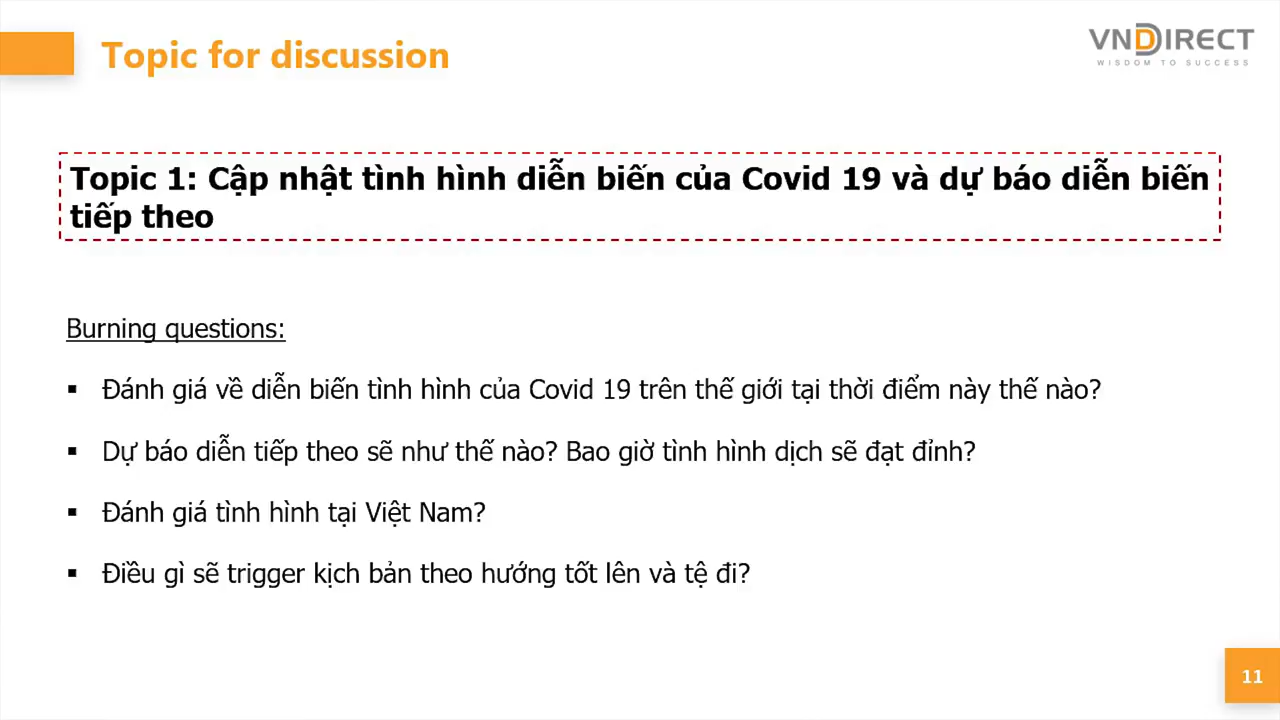 Topic for discussion
VNDIRECT
WISDOM TO SUCCESS
Topic 1: Cập nhật tình hình diễn biến của Covid 19 và dự báo diễn biến
tiếp theo
Burning questions:
▪ Đánh giá về diễn biến tình hình của Covid 19 trên thế giới tại thời điểm này thế nào?
▪ Dự báo diễn tiếp theo sẽ như thế nào? Bao giờ tình hình dịch sẽ đạt đỉnh?
▪ Đánh giá tình hình tại Việt Nam?
▪ Điều gì sẽ trigger kịch bản theo hướng tốt lên và tệ đi?
11